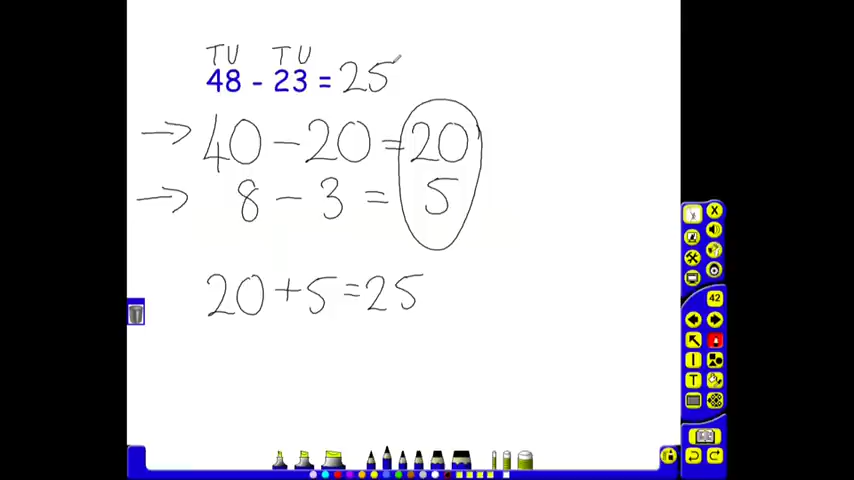 TU TU
48 - 23 = 25
→ 40 - 20 = 20
→ 8 - 3 = 5
20 + 5 = 25
42
T
X